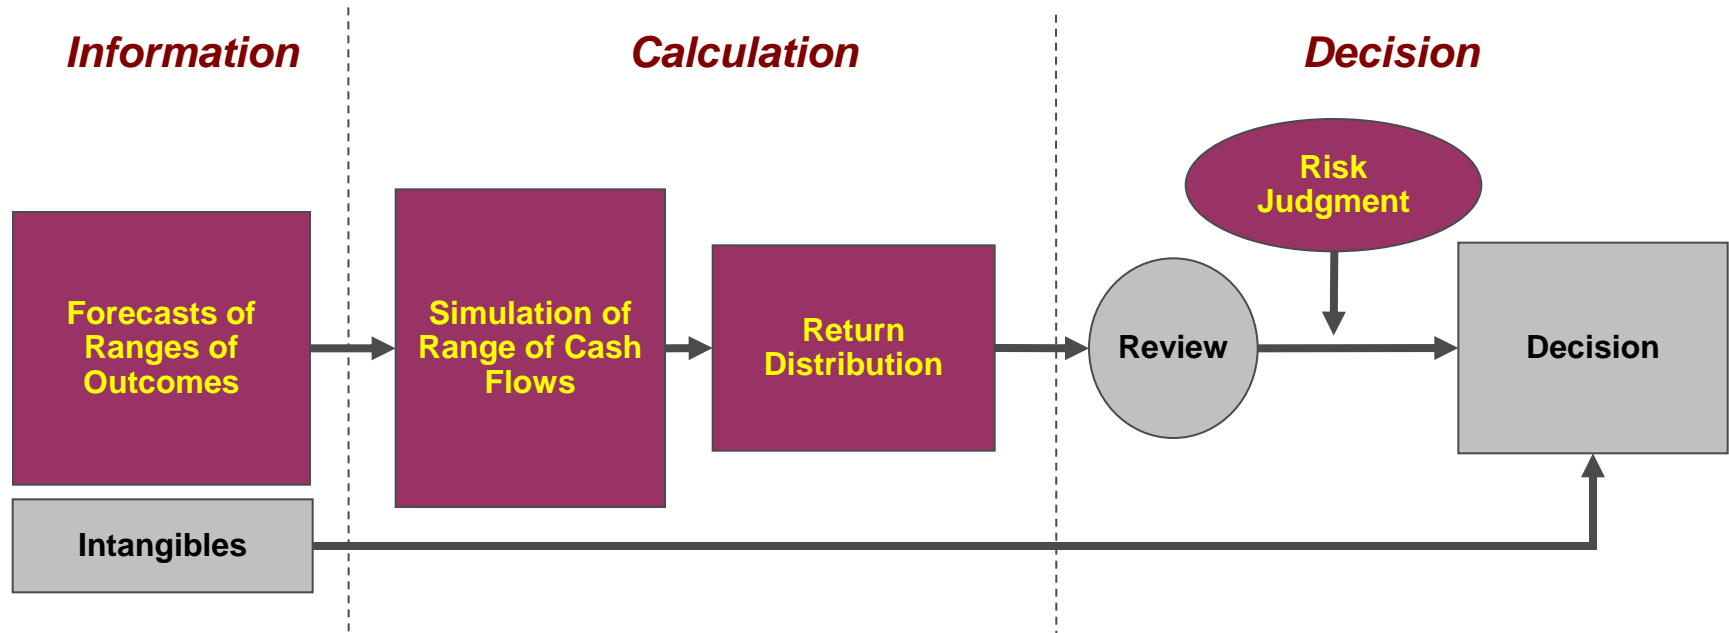 Information
Calculation
Decision
Risk
Judgment
Forecasts of
Ranges of
Outcomes
Simulation of
Range of Cash
Flows
Return
Distribution
Review
Decision
Intangibles